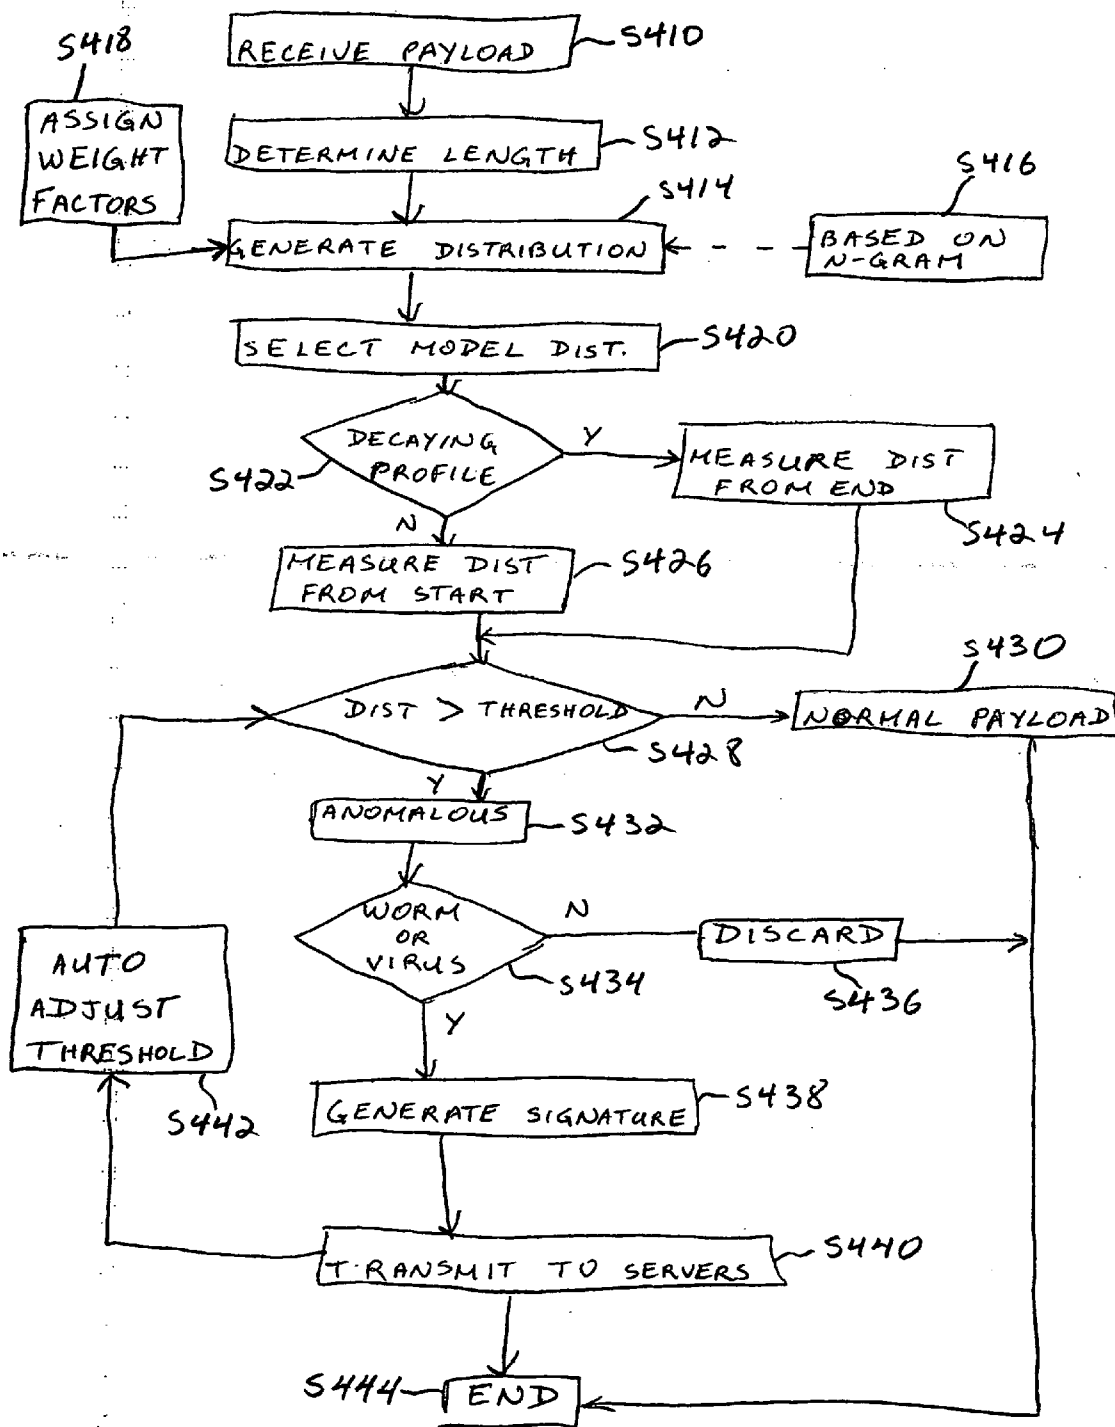 S418
RECEIVE PAYLOAD
S410
ASSIGN
WEIGHT
FACTORS
DETERMINE LENGTH
S412
S414
S416
GENERATE DISTRIBUTION
BASED ON
N-GRAM
SELECT MODEL DIST.
S420
DECAYING
PROFILE
S422
Y
MEASURE DIST
FROM END
S424
N
MEASURE DIST
FROM START
S426
S430
DIST > THRESHOLD
N
NORMAL PAYLOAD
S428
Y
ANOMALOUS
S432
WORM
OR
VIRUS
N
DISCARD
S434
S436
AUTO
ADJUST
THRESHOLD
S442
Y
GENERATE SIGNATURE
S438
TRANSMIT TO SERVERS
S440
S444
END